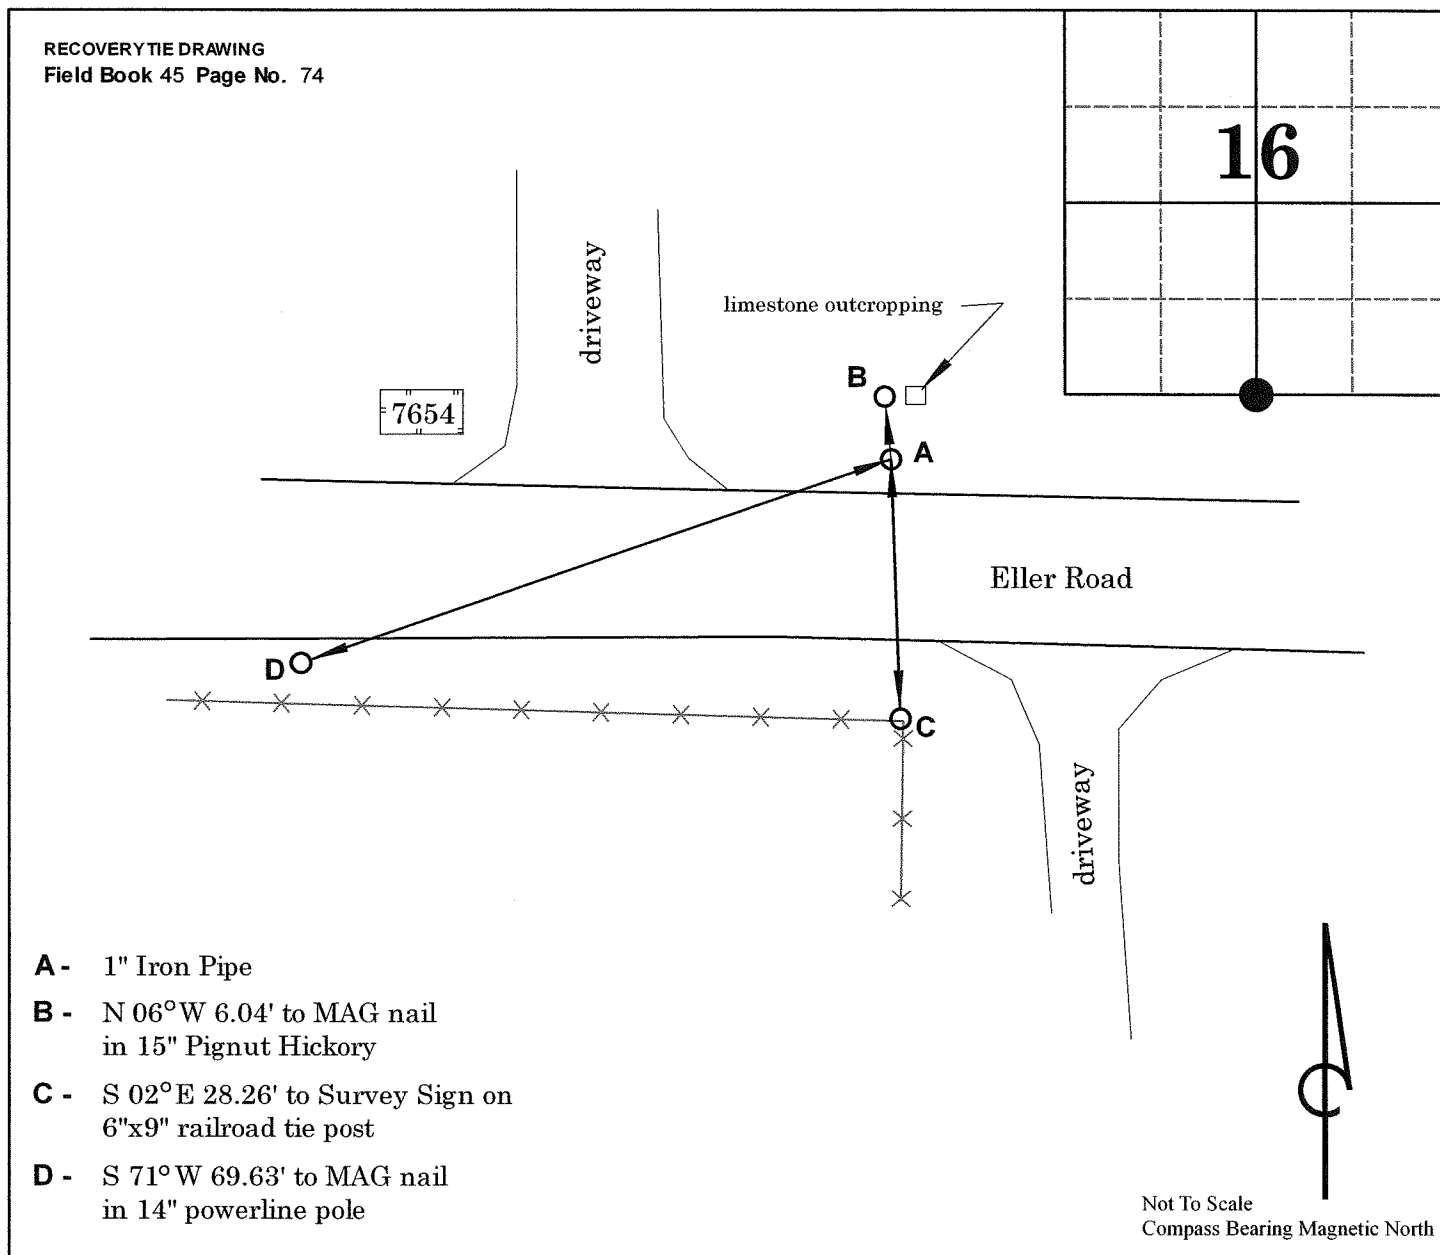 RECOVERY TIE DRAWING
Field Book 45 Page No. 74
16
driveway
limestone outcropping
B
7654
A
Eller Road
D
C
driveway
A - 1" Iron Pipe
B - N 06°W 6.04' to MAG nail
in 15" Pignut Hickory
C - S 02°E 28.26' to Survey Sign on
6"x9" railroad tie post
D - S 71°W 69.63' to MAG nail
in 14" powerline pole
Not To Scale
Compass Bearing Magnetic North